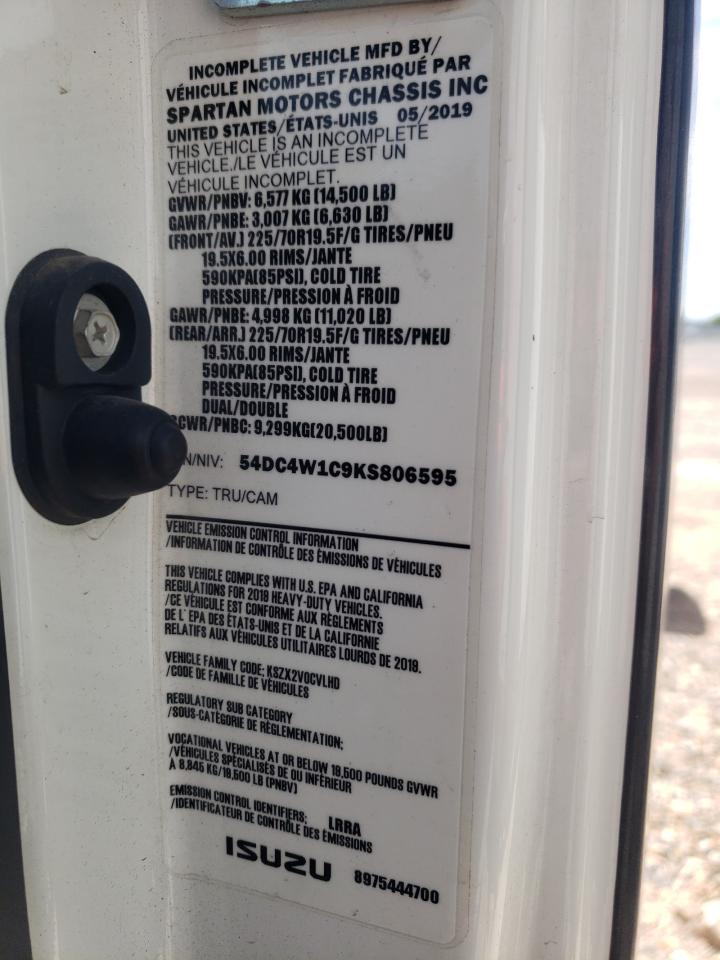 INCOMPLETE VEHICLE MFD BY/
VÉHICULE INCOMPLET FABRIQUÉ PAR
SPARTAN MOTORS CHASSIS INC
UNITED STATES/ÉTATS-UNIS 05/2019
THIS VEHICLE IS AN INCOMPLETE
VEHICLE./LE VÉHICULE EST UN
VÉHICULE INCOMPLET.
GVWR/PNBV: 6,577 KG (14,500 LB)
GAWR/PNBE: 3,007 KG (6,630 LB)
(FRONT/AV.) 225/70R19.5F/G TIRES/PNEU
19.5X6.00 RIMS/JANTE
590KPA(85PSI), COLD TIRE
PRESSURE/PRESSION À FROID
GAWR/PNBE: 4,998 KG (11,020 LB)
(REAR/ARR.) 225/70R19.5F/G TIRES/PNEU
19.5X6.00 RIMS/JANTE
590KPA(85PSI), COLD TIRE
PRESSURE/PRESSION À FROID
DUAL/DOUBLE
GCWR/PNBC: 9,299KG(20,500LB)
N/NIV: 54DC4W1C9KS806595
TYPE: TRU/CAM
VEHICLE EMISSION CONTROL INFORMATION
/INFORMATION DE CONTRÔLE DES ÉMISSIONS DE VÉHICULES
THIS VEHICLE COMPLIES WITH U.S. EPA AND CALIFORNIA
REGULATIONS FOR 2019 HEAVY-DUTY VEHICLES.
/CE VÉHICULE EST CONFORME AUX RÈGLEMENTS
DE L' EPA DES ÉTATS-UNIS ET DE LA CALIFORNIE
RELATIFS AUX VÉHICULES UTILITAIRES LOURDS DE 2019.
VEHICLE FAMILY CODE: KSZX2VOCVLHD
/CODE DE FAMILLE DE VÉHICULES
REGULATORY SUB CATEGORY
/SOUS-CATÉGORIE DE RÈGLEMENTATION:
VOCATIONAL VEHICLES AT OR BELOW 19,500 POUNDS GVWR
/VÉHICULES SPÉCIALISÉS DE OU INFÉRIEUR
À 8,845 KG/19,500 LB (PNBV)
EMISSION CONTROL IDENTIFIERS: LRRA
/IDENTIFICATEUR DE CONTRÔLE DES ÉMISSIONS
ISUZU 8975444700